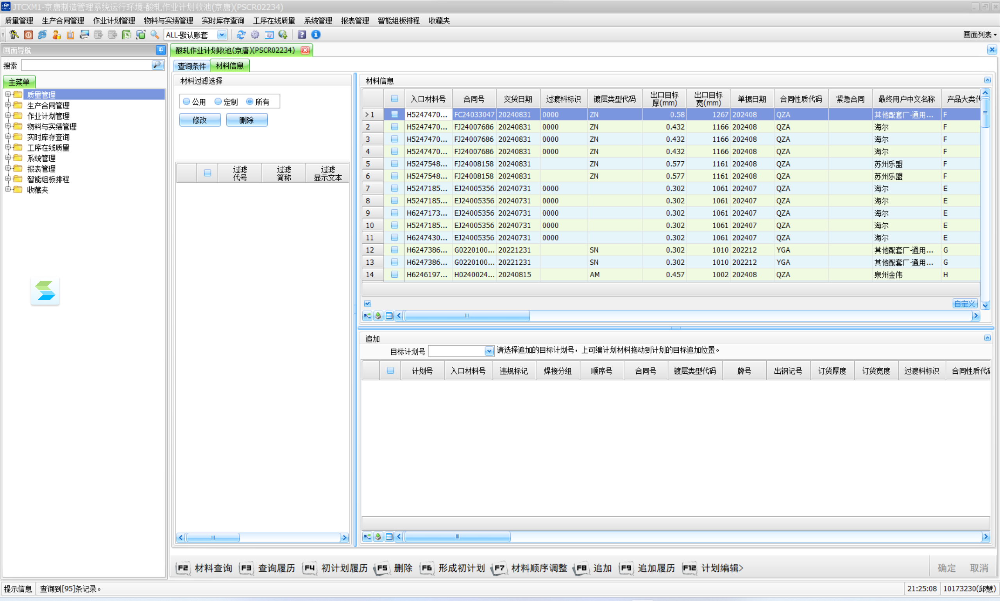 JTCXM1-京唐制造管理系统运行环境-酸轧作业计划收池(京唐)(PSCR02234)
质量管理 生产合同管理 作业计划管理 物料与实绩管理 实时库存查询 工序在线质量 系统管理 报表管理 智能组板排程 收藏夹
ALL-默认账套 画面列表
画面导航
搜索
主菜单
质量管理
生产合同管理
作业计划管理
物料与实绩管理
实时库存查询
工序在线质量
系统管理
报表管理
智能组板排程
收藏夹
酸轧作业计划收池(京唐)(PSCR02234)
查询条件 材料信息
材料过滤选择
公用 定制 所有
修改 删除
过滤代号 过滤简称 过滤显示文本
材料信息
入口材料号 合同号 交货日期 过渡料标识 镀层类型代码 出口目标厚(mm) 出口目标宽(mm) 单据日期 合同性质代码 紧急合同 最终用户中文名称 产品大类代
1 H5247470... FC24033047 20240831 0000 ZN 0.58 1267 202408 QZA 其他配套厂-通用... F
2 H5247470... FJ24007686 20240831 0000 ZN 0.432 1166 202408 QZA 海尔 F
3 H5247470... FJ24007686 20240831 0000 ZN 0.432 1166 202408 QZA 海尔 F
4 H5247470... FJ24007686 20240831 0000 ZN 0.432 1166 202408 QZA 海尔 F
5 H5247548... FJ24008158 20240831 ZN 0.577 1161 202408 QZA 苏州乐盟 F
6 H5247548... FJ24008158 20240831 ZN 0.577 1161 202408 QZA 苏州乐盟 F
7 H5247185... EJ24005356 20240731 0000 0.302 1061 202407 QZA 海尔 E
8 H5247185... EJ24005356 20240731 0000 0.302 1061 202407 QZA 海尔 E
9 H6247173... EJ24005356 20240731 0000 0.302 1061 202407 QZA 海尔 E
10 H5247185... EJ24005356 20240731 0000 0.302 1061 202407 QZA 海尔 E
11 H6247430... EJ24005356 20240731 0000 0.302 1061 202407 QZA 海尔 E
12 H6247386... G0220100... 20221231 SN 0.302 1010 202212 YGA 其他配套厂-通用... G
13 H6247386... G0220100... 20221231 SN 0.302 1010 202212 YGA 其他配套厂-通用... G
14 H6246197... H0240024... 20240815 AM 0.457 1002 202408 QZA 泉州金伟 H
自定义
追加
目标计划号 请选择追加的目标计划号，上可编计划材料拖动到计划的目标追加位置。
计划号 入口材料号 违规标记 焊接分组 顺序号 合同号 镀层类型代码 牌号 出钢记号 订货厚度 订货宽度 过渡料标识 合同性质代码
F2 材料查询 F3 查询履历 F4 初计划履历 F5 删除 F6 形成初计划 F7 材料顺序调整 F8 追加 F9 追加履历 F12 计划编辑> 确定 取消
提示信息 查询到[95]条记录。 21:25:08 10173230(邱慧)